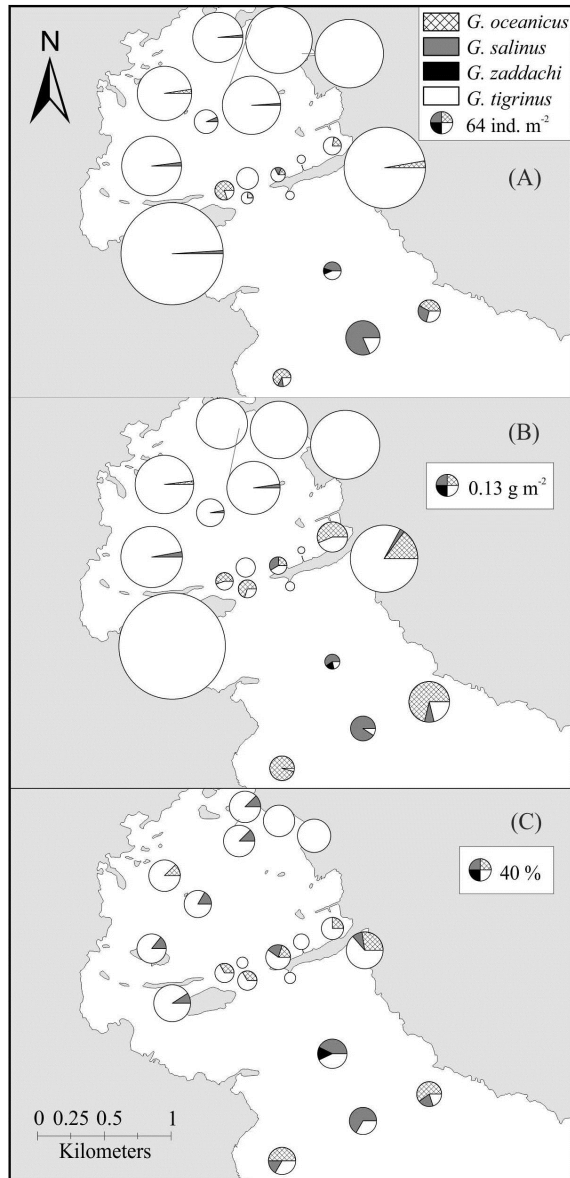 N
G. oceanicus
G. salinus
G. zaddachi
G. tigrinus
64 ind. m⁻²
(A)
(B)
0.13 g m⁻²
(C)
40 %
0 0.25 0.5 1
Kilometers